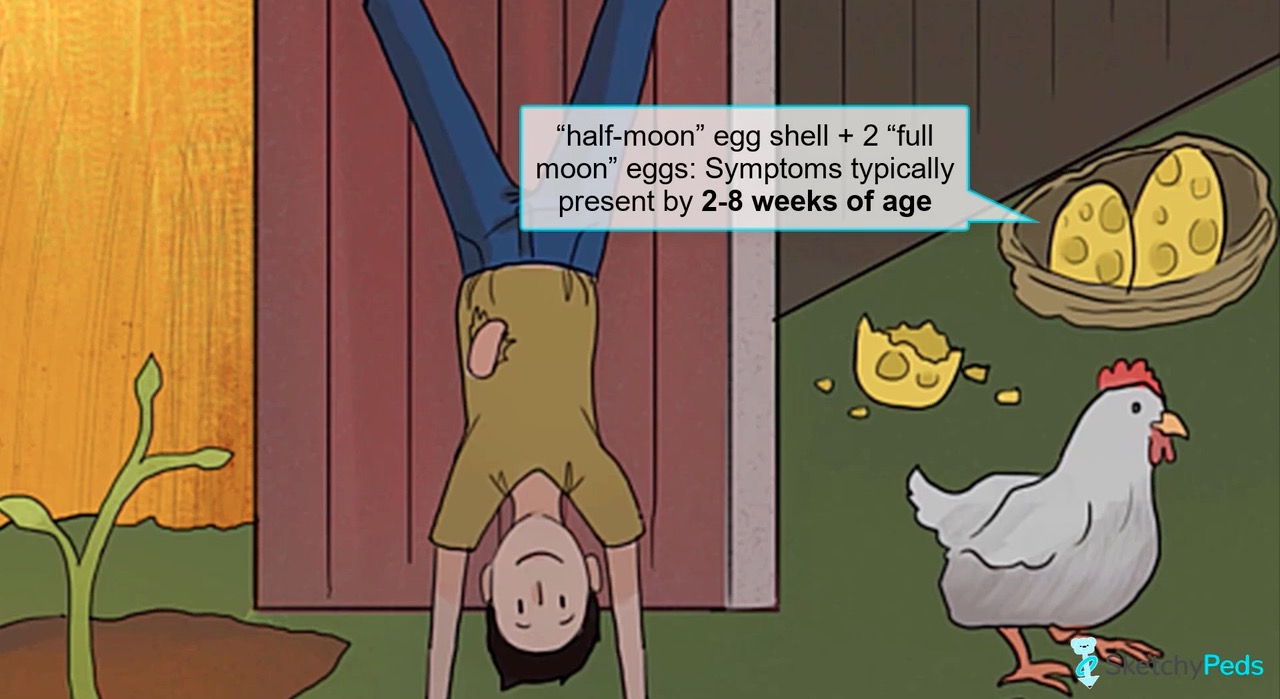 “half-moon” egg shell + 2 “full
moon” eggs: Symptoms typically
present by 2-8 weeks of age
SketchyPeds